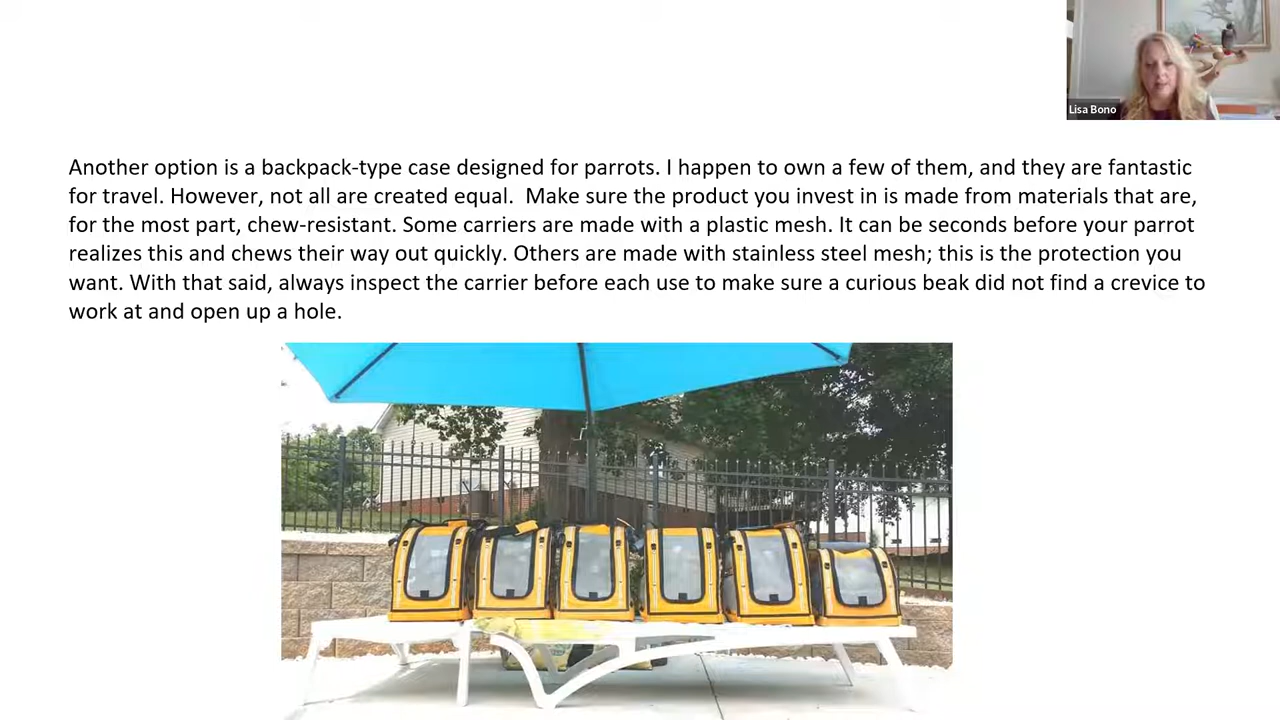 Lisa Bono
Another option is a backpack-type case designed for parrots. I happen to own a few of them, and they are fantastic
for travel. However, not all are created equal.  Make sure the product you invest in is made from materials that are,
for the most part, chew-resistant. Some carriers are made with a plastic mesh. It can be seconds before your parrot
realizes this and chews their way out quickly. Others are made with stainless steel mesh; this is the protection you
want. With that said, always inspect the carrier before each use to make sure a curious beak did not find a crevice to
work at and open up a hole.